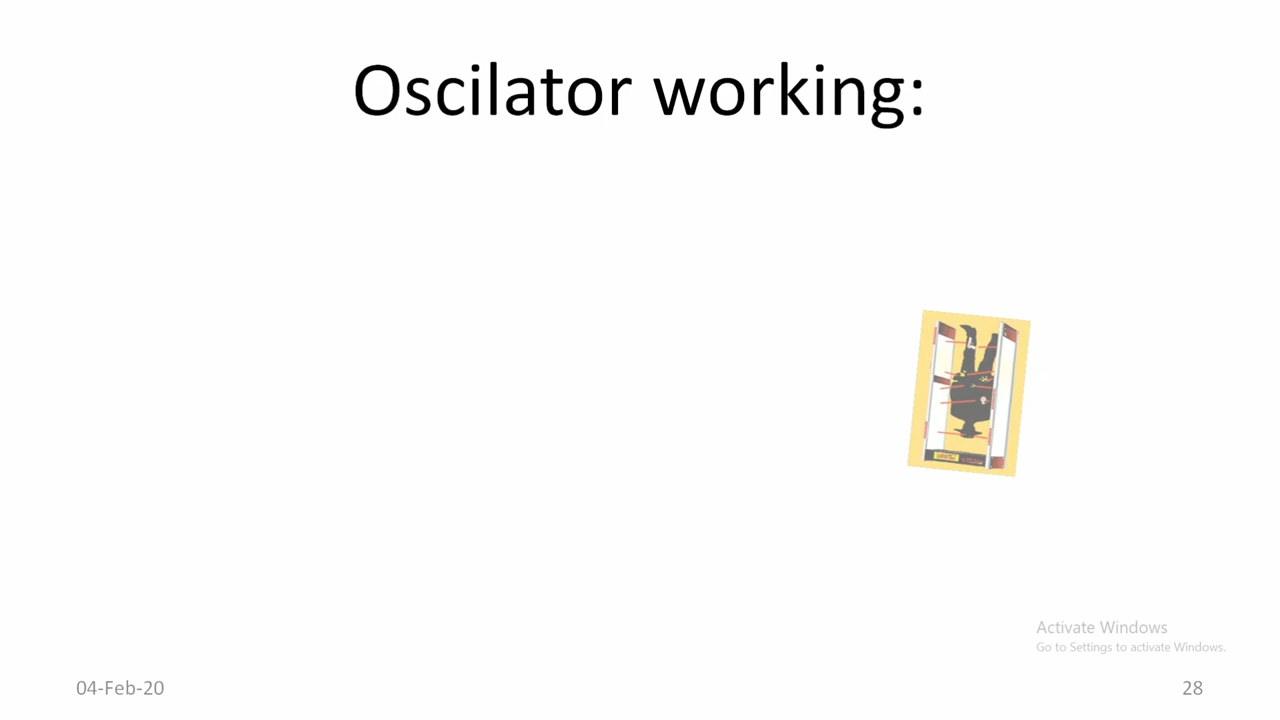 Oscilator working:
Activate Windows
Go to Settings to activate Windows.
04-Feb-20
28